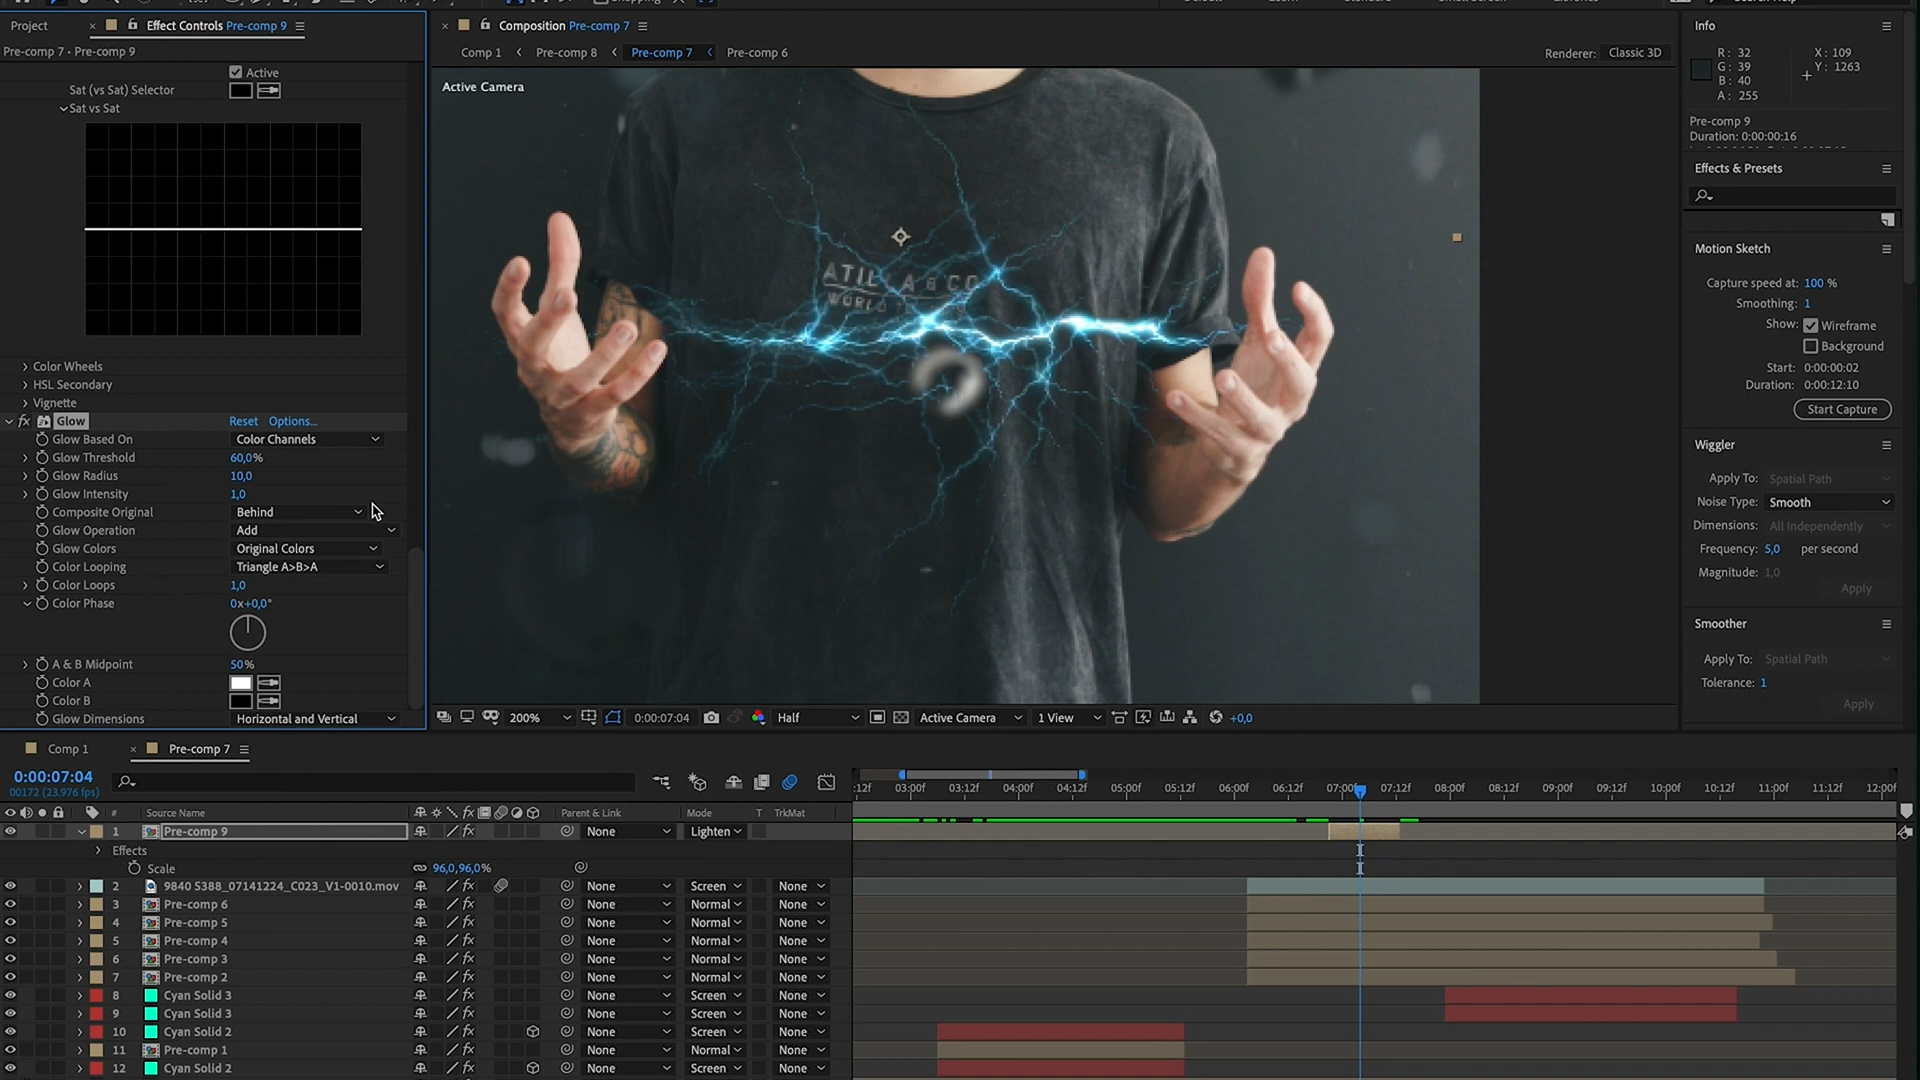 Project
Effect Controls Pre-comp 9
Pre-comp 7 • Pre-comp 9
Active
Sat (vs Sat) Selector
Sat vs Sat
Color Wheels
HSL Secondary
Vignette
fx Glow Reset Options...
Glow Based On Color Channels
Glow Threshold 60,0%
Glow Radius 10,0
Glow Intensity 1,0
Composite Original Behind
Glow Operation Add
Glow Colors Original Colors
Color Looping Triangle A>B>A
Color Loops 1,0
Color Phase 0x+0,0°
A & B Midpoint 50%
Color A
Color B
Glow Dimensions Horizontal and Vertical
Composition Pre-comp 7
Comp 1 Pre-comp 8 Pre-comp 7 Pre-comp 6
Renderer: Classic 3D
Active Camera
200% 0:00:07:04 Half Active Camera 1 View +0,0
Info
R: 32
G: 39
B: 40
A: 255
X: 109
Y: 1263
Pre-comp 9
Duration: 0:00:00:16
Effects & Presets
Motion Sketch
Capture speed at: 100 %
Smoothing: 1
Show: Wireframe
Background
Start: 0:00:00:02
Duration: 0:00:12:10
Start Capture
Wiggler
Apply To: Spatial Path
Noise Type: Smooth
Dimensions: All Independently
Frequency: 5,0 per second
Magnitude: 1,0
Apply
Smoother
Apply To: Spatial Path
Tolerance: 1
Apply
Comp 1 Pre-comp 7
0:00:07:04
00172 (23.976 fps)
:12f 03:00f 03:12f 04:00f 04:12f 05:00f 05:12f 06:00f 06:12f 07:00f 07:12f 08:00f 08:12f 09:00f 09:12f 10:00f 10:12f 11:00f 11:12f 12:00f
# Source Name fx Parent & Link Mode T TrkMat
1 Pre-comp 9 None Lighten
Effects
Scale 96,0,96,0%
2 9840 S388_07141224_C023_V1-0010.mov fx None Screen
3 Pre-comp 6 fx None Normal
4 Pre-comp 5 fx None Normal
5 Pre-comp 4 fx None Normal
6 Pre-comp 3 fx None Normal
7 Pre-comp 2 fx None Normal
8 Cyan Solid 3 fx None Screen
9 Cyan Solid 3 fx None Screen
10 Cyan Solid 2 fx None Screen
11 Pre-comp 1 fx None Normal
12 Cyan Solid 2 fx None Screen